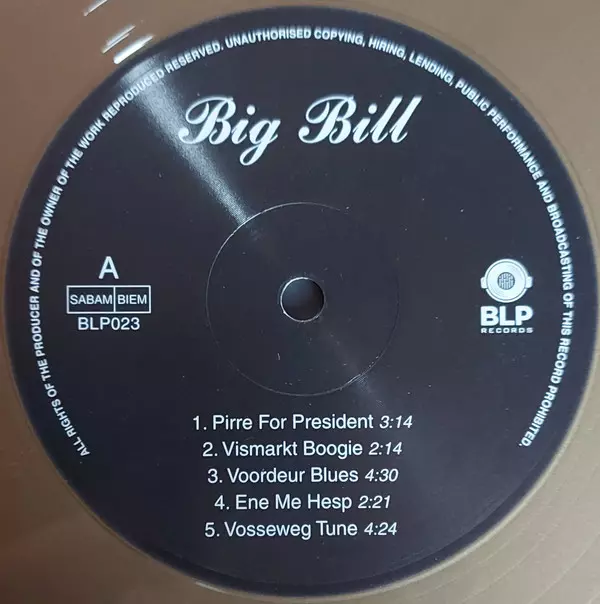 ALL RIGHTS OF THE PRODUCER AND OF THE OWNER OF THE WORK REPRODUCED RESERVED. UNAUTHORISED COPYING, HIRING, LENDING, PUBLIC PERFORMANCE AND BROADCASTING OF THIS RECORD PROHIBITED.
Big Bill
A
SABAM BIEM
BLP023
BLP
RECORDS
1. Pirre For President 3:14
2. Vismarkt Boogie 2:14
3. Voordeur Blues 4:30
4. Ene Me Hesp 2:21
5. Vosseweg Tune 4:24